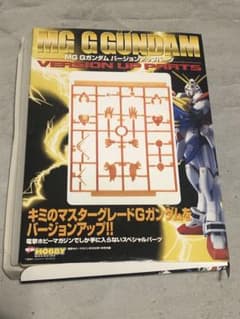 MG G GUNDAM
MG Gガンダム バージョンアップパーツ
VERSION UP PARTS
キミのマスターグレードGガンダムを
バージョンアップ!!
電撃ホビーマガジンでしか手に入らないスペシャルパーツ
HOBBY